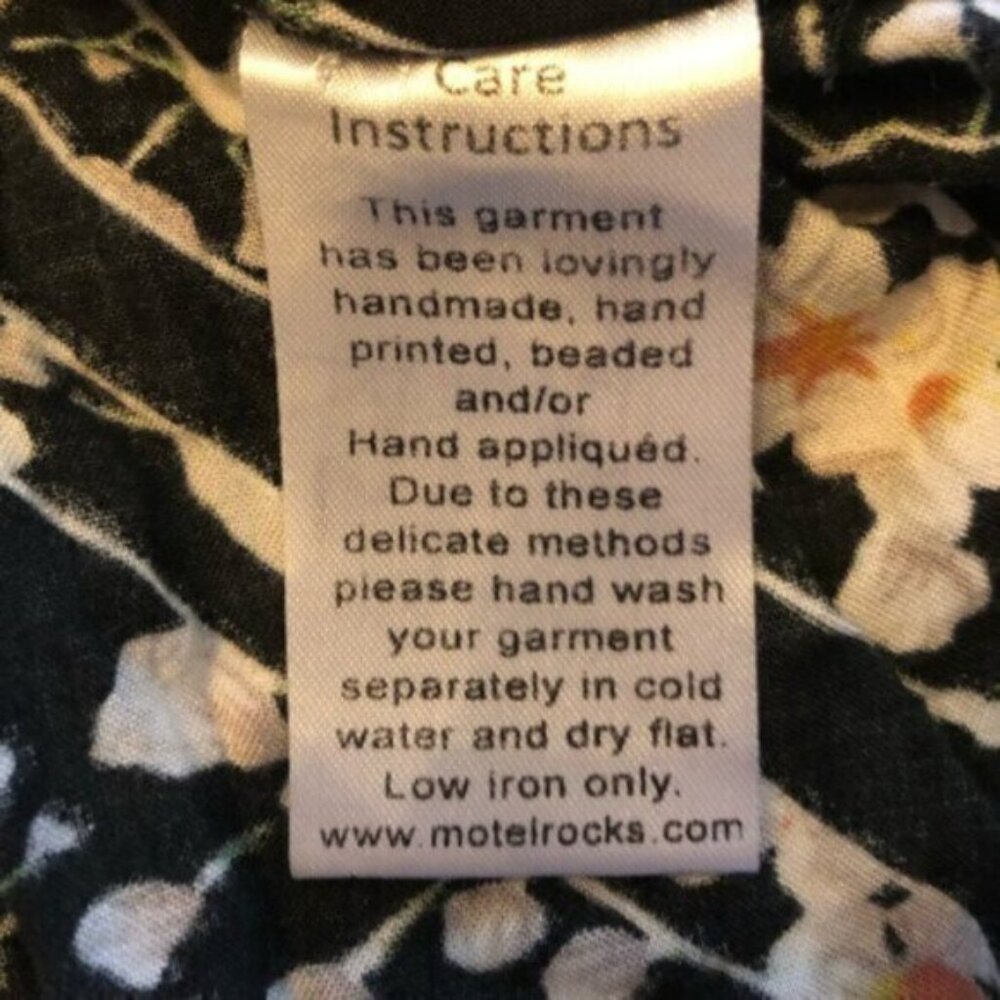 Care
Instructions
This garment
has been lovingly
handmade, hand
printed, beaded
and/or
Hand appliquéd.
Due to these
delicate methods
please hand wash
your garment
separately in cold
water and dry flat.
Low iron only.
www.motelrocks.com